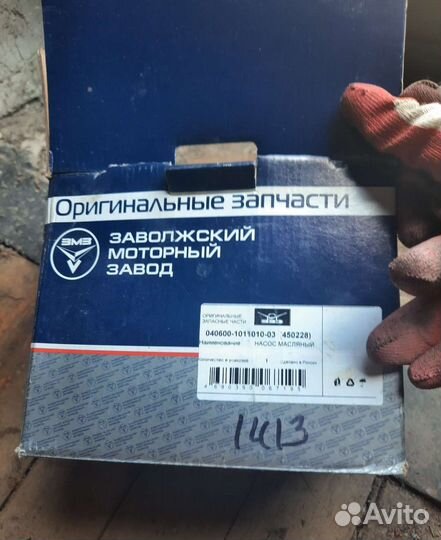 Оригинальные запчасти
ЗМЗ
ЗАВОЛЖСКИЙ
МОТОРНЫЙ
ЗАВОД
ОРИГИНАЛЬНЫЕ
ЗАПАСНЫЕ ЧАСТИ
040600-1011010-03 (450228)
Наименование НАСОС МАСЛЯНЫЙ
Количество в упаковке 1 Сделано в России
1413
Avito